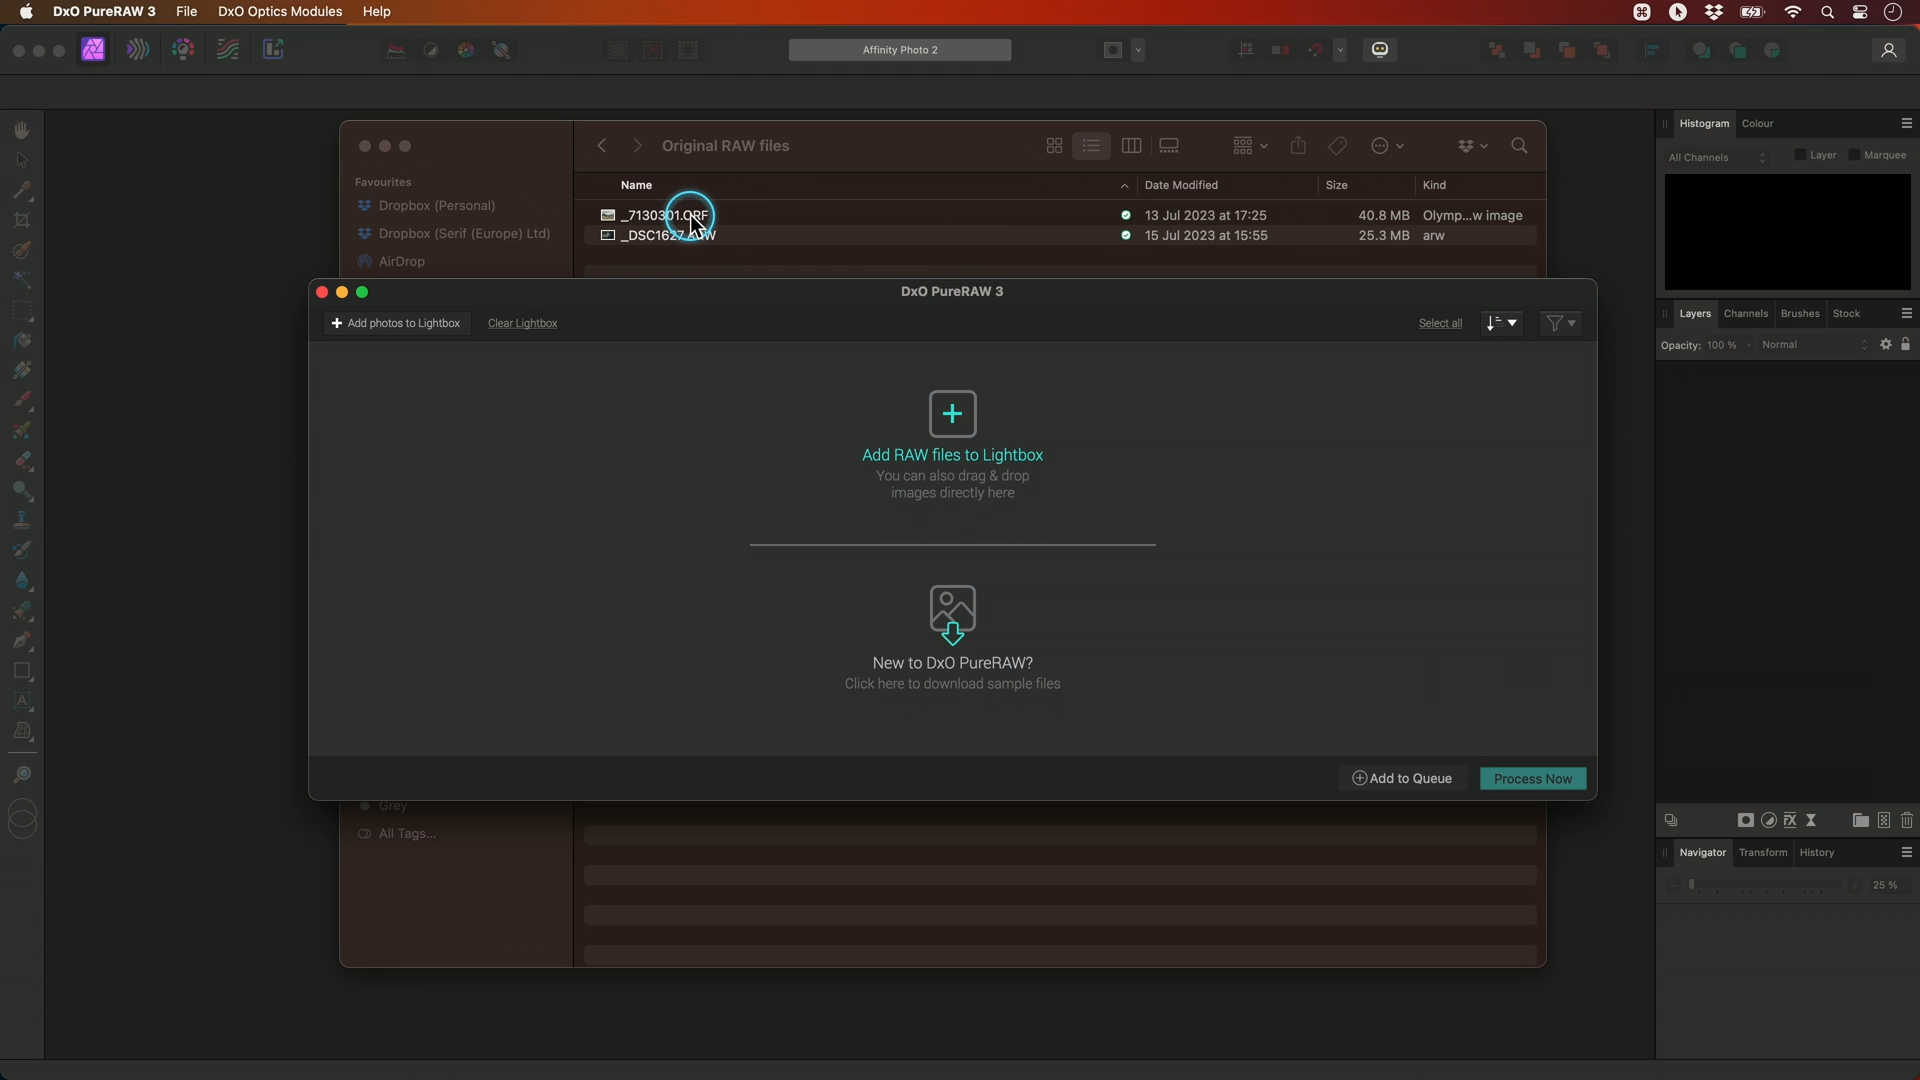 DxO PureRAW 3 File DxO Optics Modules Help
Affinity Photo 2
Original RAW files
Favourites
Dropbox (Personal)
Dropbox (Serif (Europe) Ltd)
AirDrop
Name Date Modified Size Kind
_7130301.ORF 13 Jul 2023 at 17:25 40.8 MB Olymp...w image
_DSC1627.ARW 15 Jul 2023 at 15:55 25.3 MB arw
DxO PureRAW 3
Add photos to Lightbox Clear Lightbox Select all
Add RAW files to Lightbox
You can also drag & drop
images directly here
New to DxO PureRAW?
Click here to download sample files
Add to Queue Process Now
Grey
All Tags...
Histogram Colour
All Channels Layer Marquee
Layers Channels Brushes Stock
Opacity: 100 % Normal
Navigator Transform History
25 %